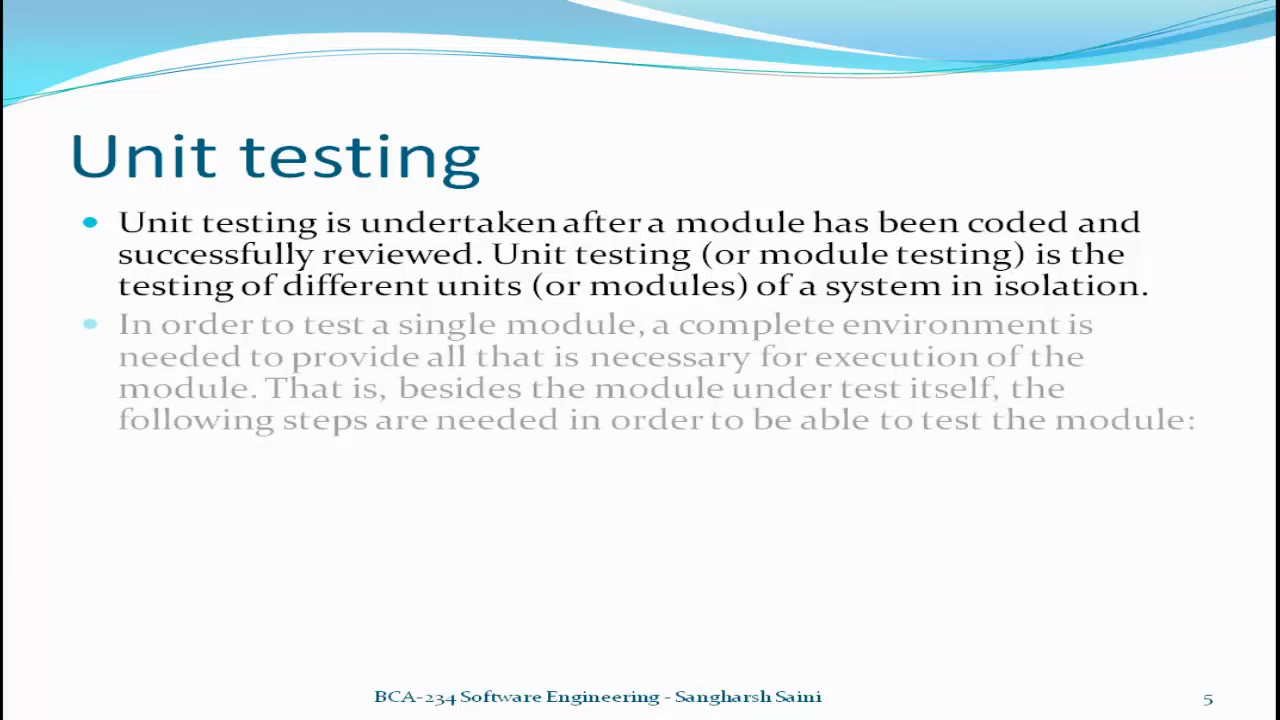 Unit testing
Unit testing is undertaken after a module has been coded and
successfully reviewed. Unit testing (or module testing) is the
testing of different units (or modules) of a system in isolation.
In order to test a single module, a complete environment is
needed to provide all that is necessary for execution of the
module. That is, besides the module under test itself, the
following steps are needed in order to be able to test the module:
BCA-234 Software Engineering - Sangharsh Saini
5